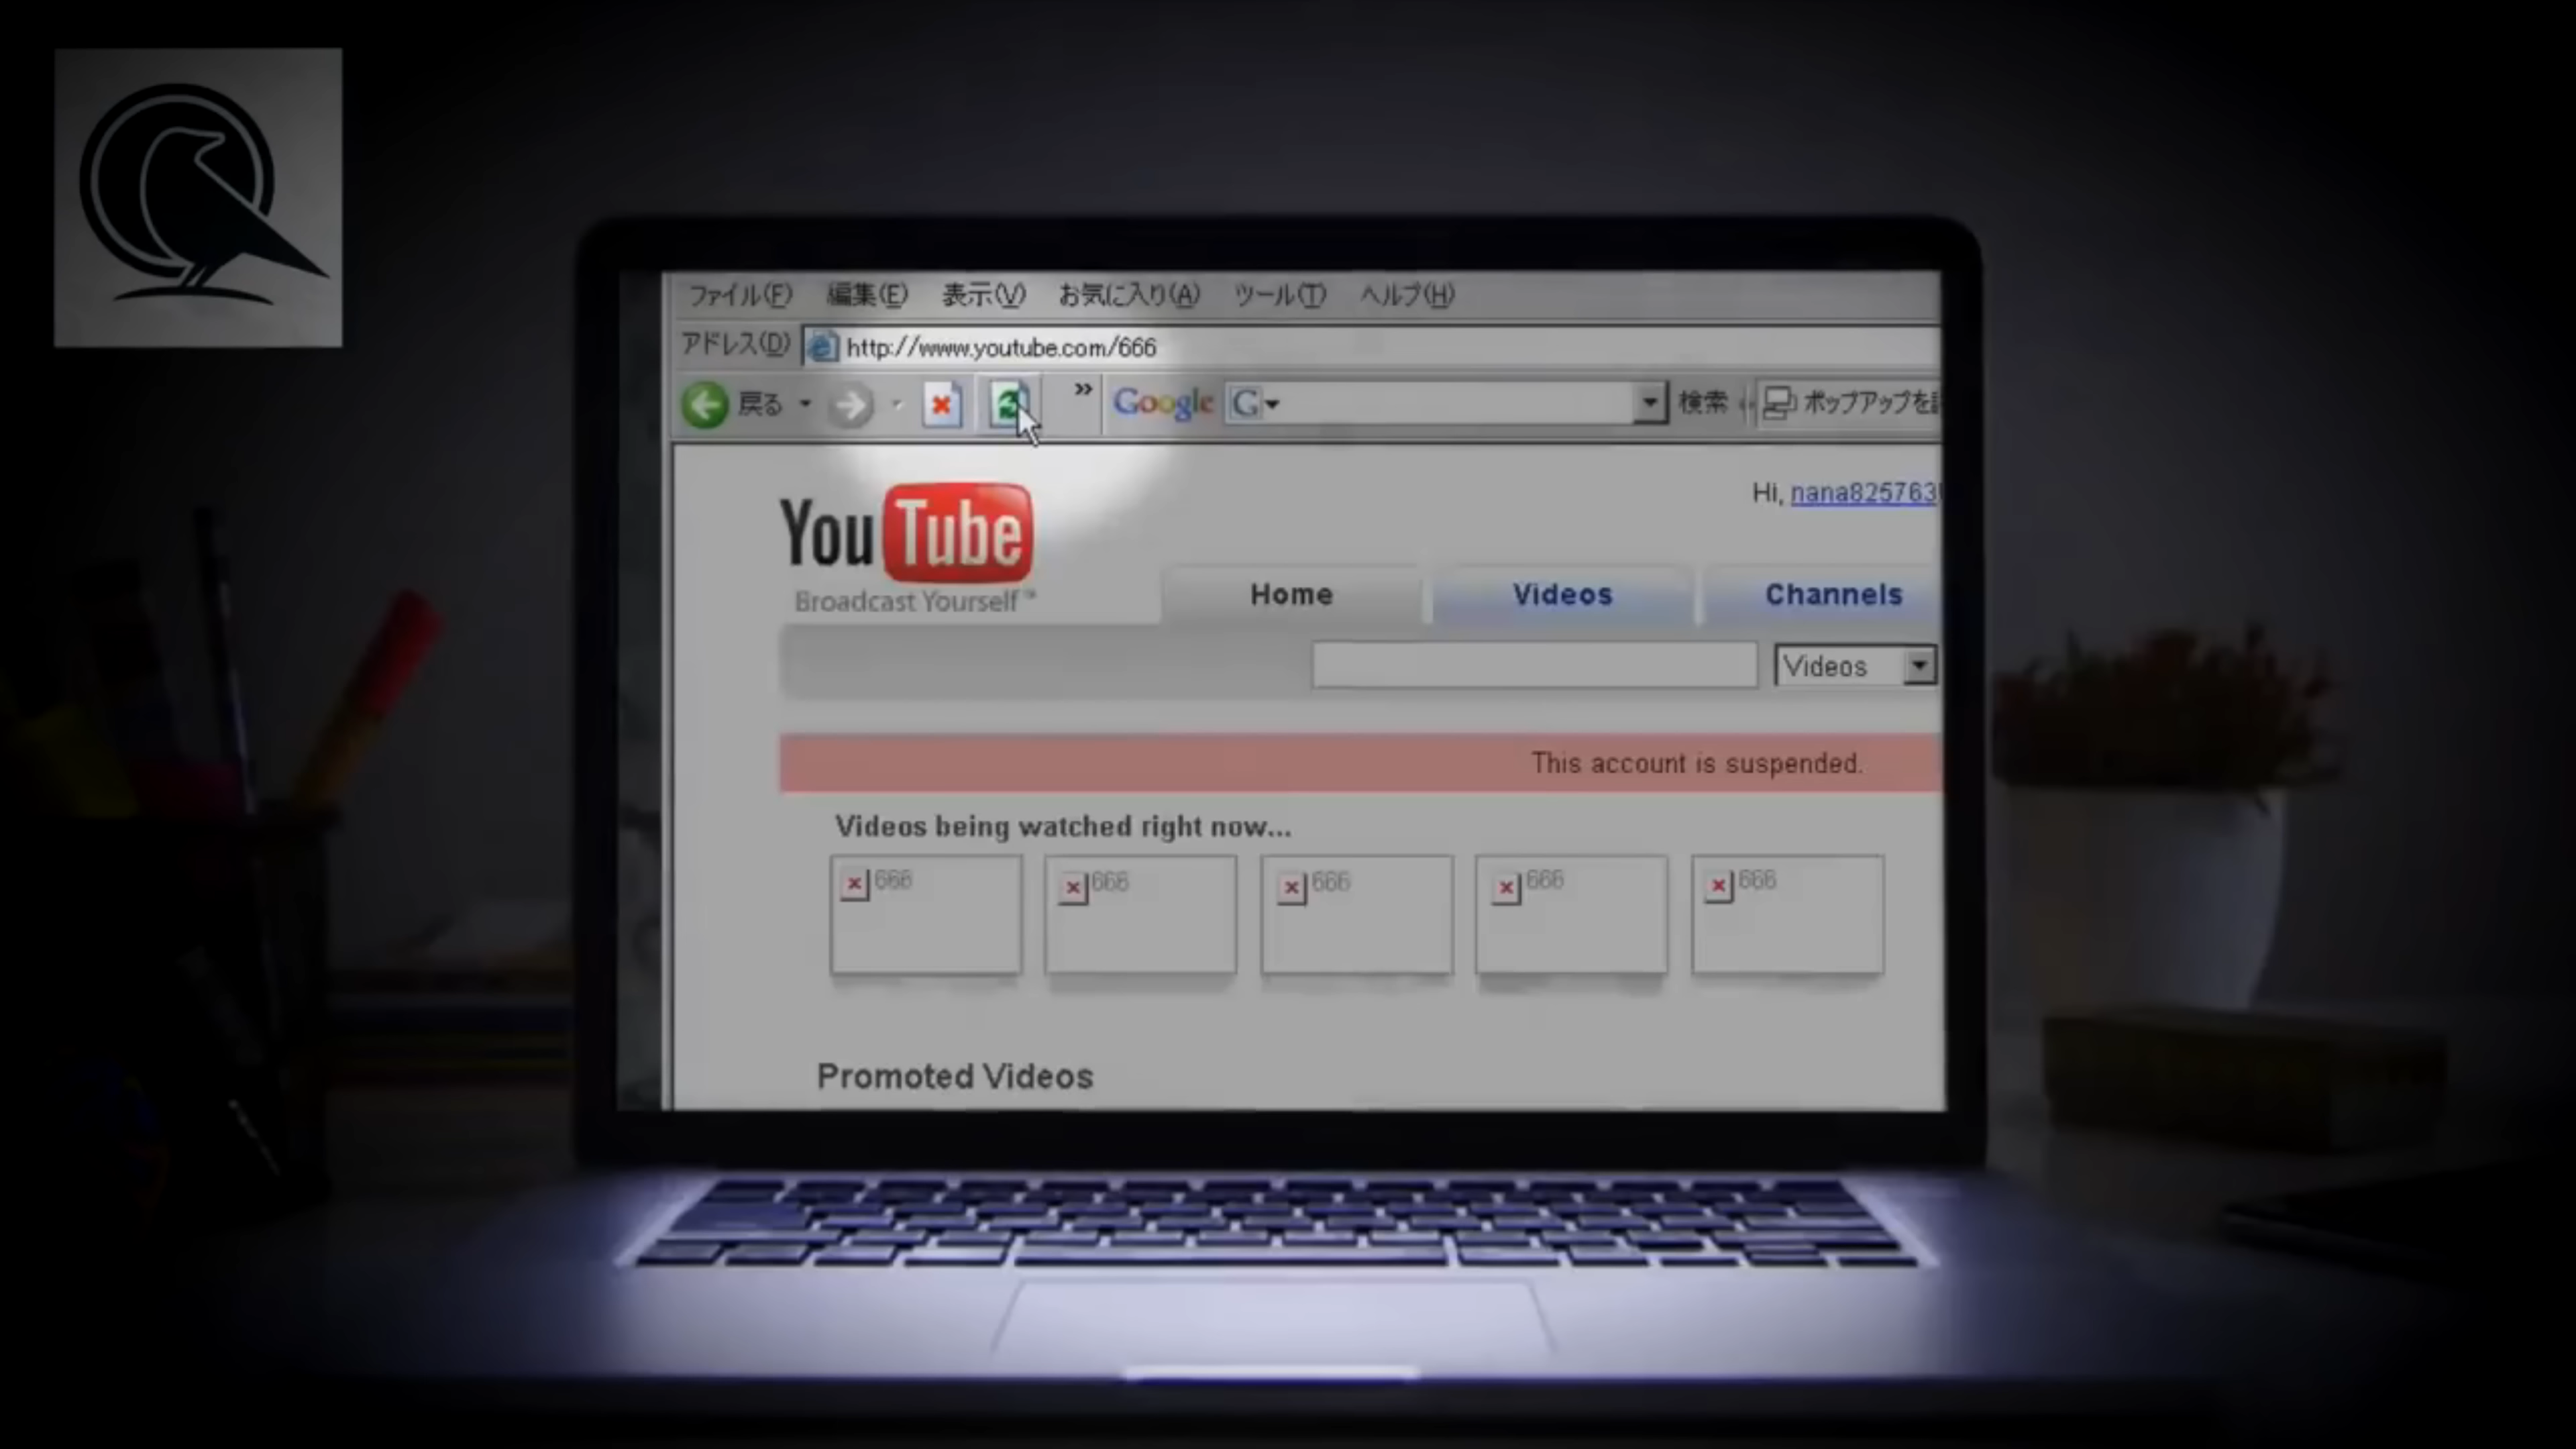 ファイル(F) 編集(E) 表示(V) お気に入り(A) ツール(T) ヘルプ(H)
アドレス(D) http://www.youtube.com/666
戻る » Google G 検索 ポップアップを
YouTube
Broadcast Yourself™
Hi, nana825763
Home Videos Channels
Videos
This account is suspended.
Videos being watched right now...
666 666 666 666 666
Promoted Videos